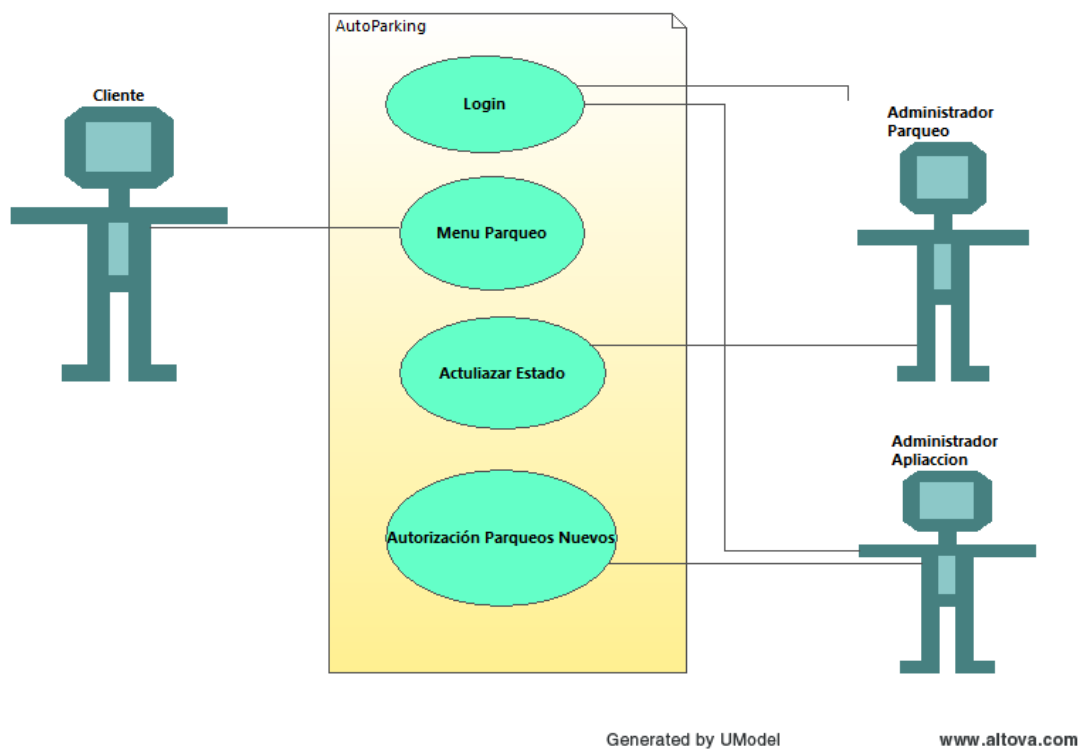 AutoParking
Cliente
Login
Administrador
Parqueo
Menu Parqueo
Actuliazar Estado
Administrador
Apliaccion
Autorización Parqueos Nuevos
Generated by UModel
www.altova.com